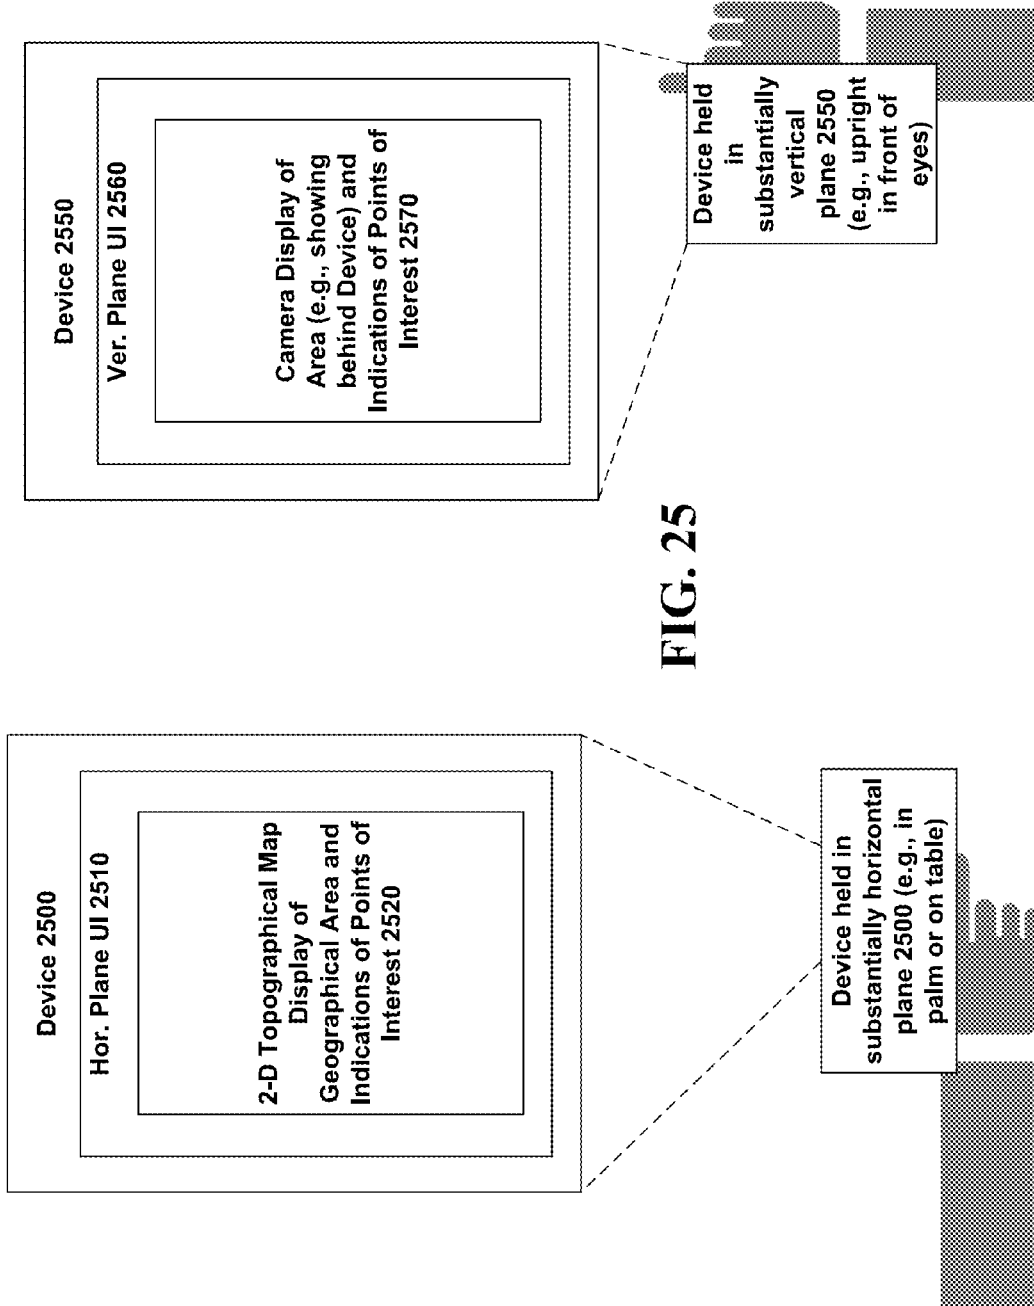 Device 2500
Hor. Plane UI 2510
2-D Topographical Map
Display of
Geographical Area and
Indications of Points of
Interest 2520
Device held in
substantially horizontal
plane 2500 (e.g., in
palm or on table)
Device 2550
Ver. Plane UI 2560
Camera Display of
Area (e.g., showing
behind Device) and
Indications of Points of
Interest 2570
Device held
in
substantially
vertical
plane 2550
(e.g., upright
in front of
eyes)
FIG. 25